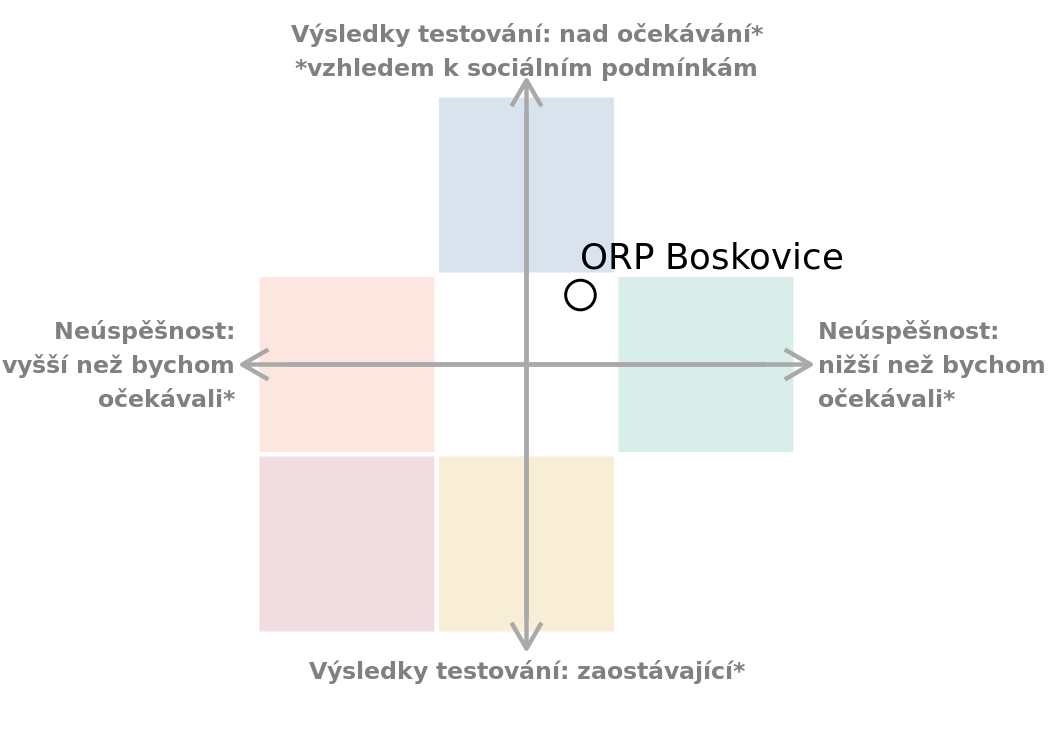 Výsledky testování: nad očekávání*
*vzhledem k sociálním podmínkám
ORP Boskovice
Neúspěšnost:
vyšší než bychom
očekávali*
Neúspěšnost:
nižší než bychom
očekávali*
Výsledky testování: zaostávající*